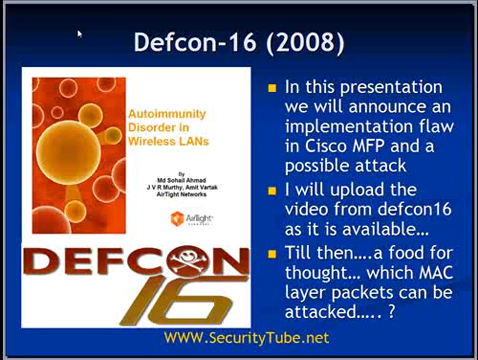 Defcon-16 (2008)
Autoimmunity
Disorder in
Wireless LANs
By
Md Sohail Ahmad
J V R Murthy, Amit Vartak
AirTight Networks
AirTight
NETWORKS
DEFCON
16
In this presentation
we will announce an
implementation flaw
in Cisco MFP and a
possible attack
I will upload the
video from defcon16
as it is available…
Till then….a food for
thought…. which MAC
layer packets can be
attacked….. ?
WWW.SecurityTube.net